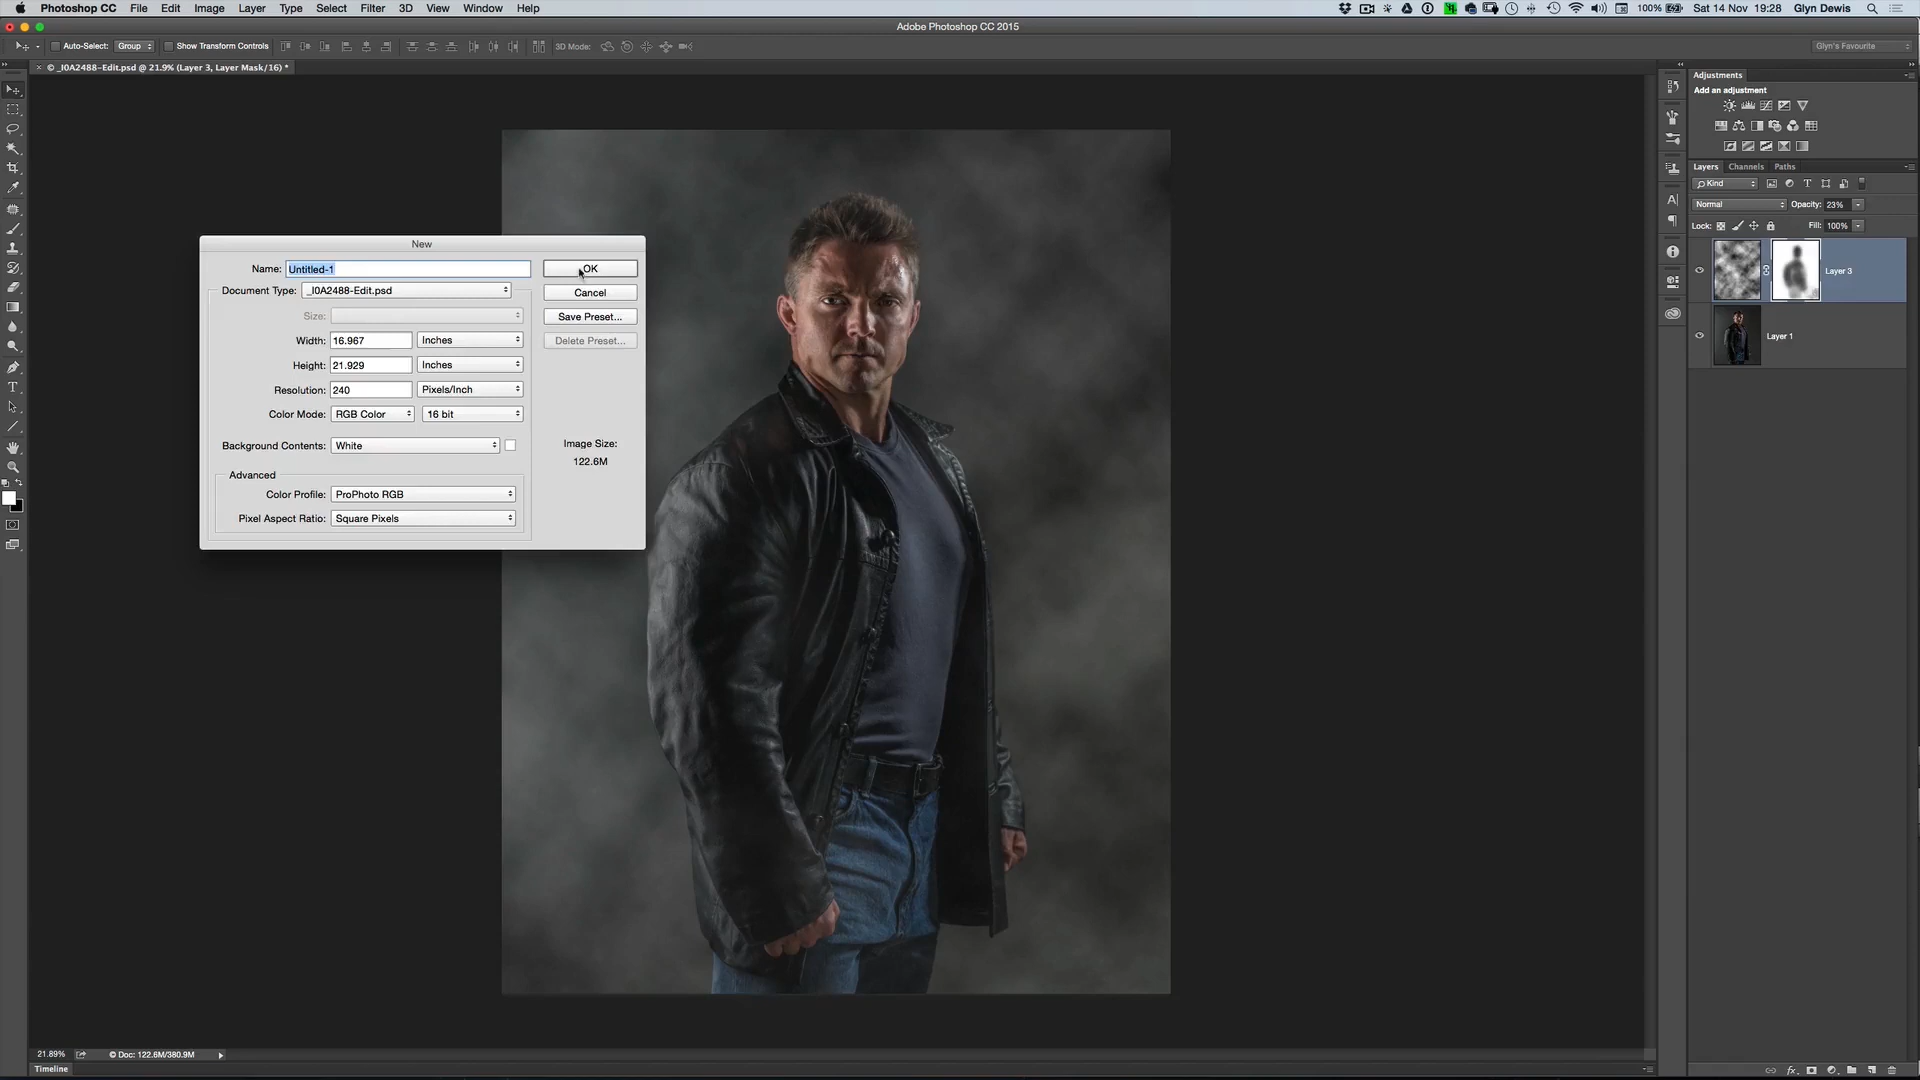 Photoshop CC File Edit Image Layer Type Select Filter 3D View Window Help 100% Sat 14 Nov 19:28 Glyn Dewis
Adobe Photoshop CC 2015
Auto-Select: Group Show Transform Controls 3D Mode: Glyn's Favourite
× © _I0A2488-Edit.psd @ 21.9% (Layer 3, Layer Mask/16) *
Adjustments
Add an adjustment
Layers Channels Paths
Kind
Normal Opacity: 23%
Lock: Fill: 100%
Layer 3
Layer 1
New
Name: Untitled-1 OK
Document Type: _I0A2488-Edit.psd Cancel
Size: Save Preset...
Width: 16.967 Inches Delete Preset...
Height: 21.929 Inches
Resolution: 240 Pixels/Inch
Color Mode: RGB Color 16 bit
Background Contents: White
Image Size:
122.6M
Advanced
Color Profile: ProPhoto RGB
Pixel Aspect Ratio: Square Pixels
21.89% © Doc: 122.6M/380.9M
Timeline